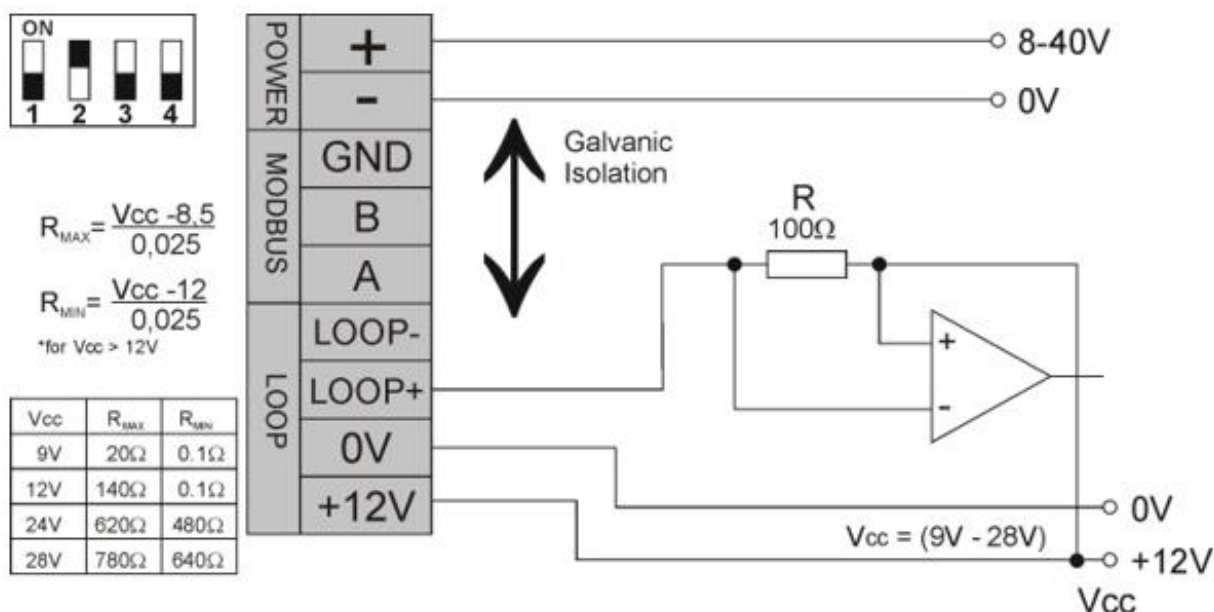 ON
1 2 3 4
POWER
+
-
MODBUS
GND
B
A
LOOP
LOOP-
LOOP+
0V
+12V
8-40V
0V
Galvanic
Isolation
R
100Ω
+
-
0V
Vcc = (9V - 28V)
+12V
Vcc
RMAX= Vcc -8,5
0,025
RMIN= Vcc -12
0,025
*for Vcc > 12V
Vcc RMAX RMIN
9V 20Ω 0.1Ω
12V 140Ω 0.1Ω
24V 620Ω 480Ω
28V 780Ω 640Ω